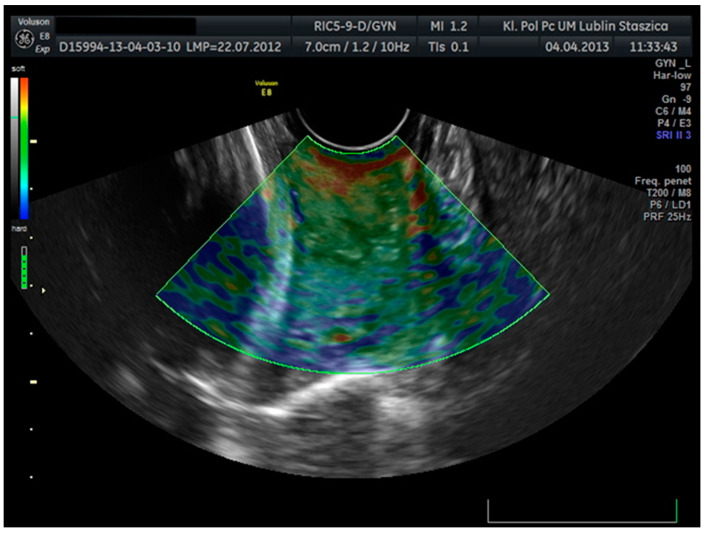 Voluson
E8
Exp
RIC5-9-D/GYN
MI 1.2
Kl. Pol Pc UM Lublin Staszica
D15994-13-04-03-10 LMP=22.07.2012
7.0cm / 1.2 / 10Hz
TIs 0.1
04.04.2013
11:33:43
soft
hard
Voluson
E8
GYN _L
Har-low
97
Gn -9
C6 / M4
P4 / E3
SRI II 3
100
Freq. penet
T200 / M8
P6 / LD1
PRF 25Hz